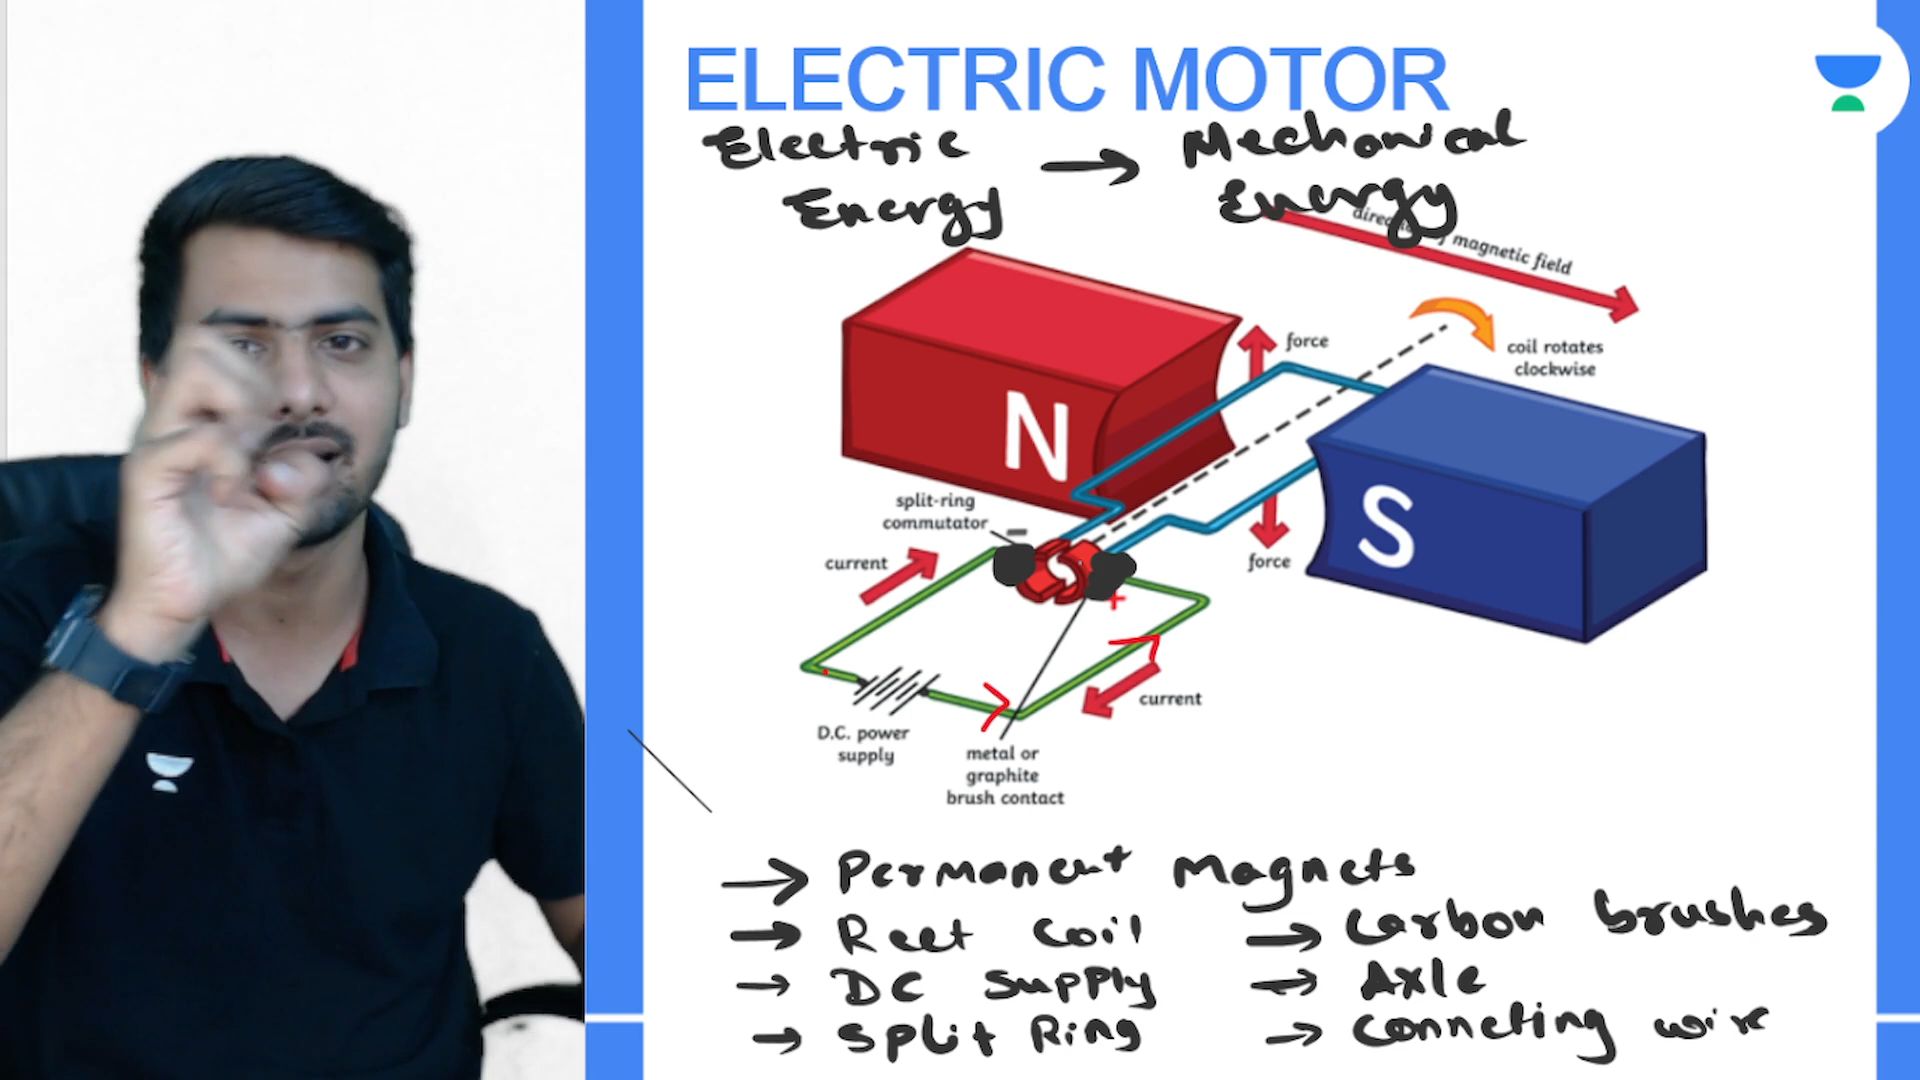 ELECTRIC MOTOR
Electric → Mechanical
Energy Energy
magnetic field
force
coil rotates
clockwise
N
S
split-ring
commutator
−
current
force
+
current
D.C. power
supply
metal or
graphite
brush contact
→ Permanent Magnets
→ Rect Coil → Carbon brushes
→ DC Supply → Axle
→ Split Ring → Conneting wire